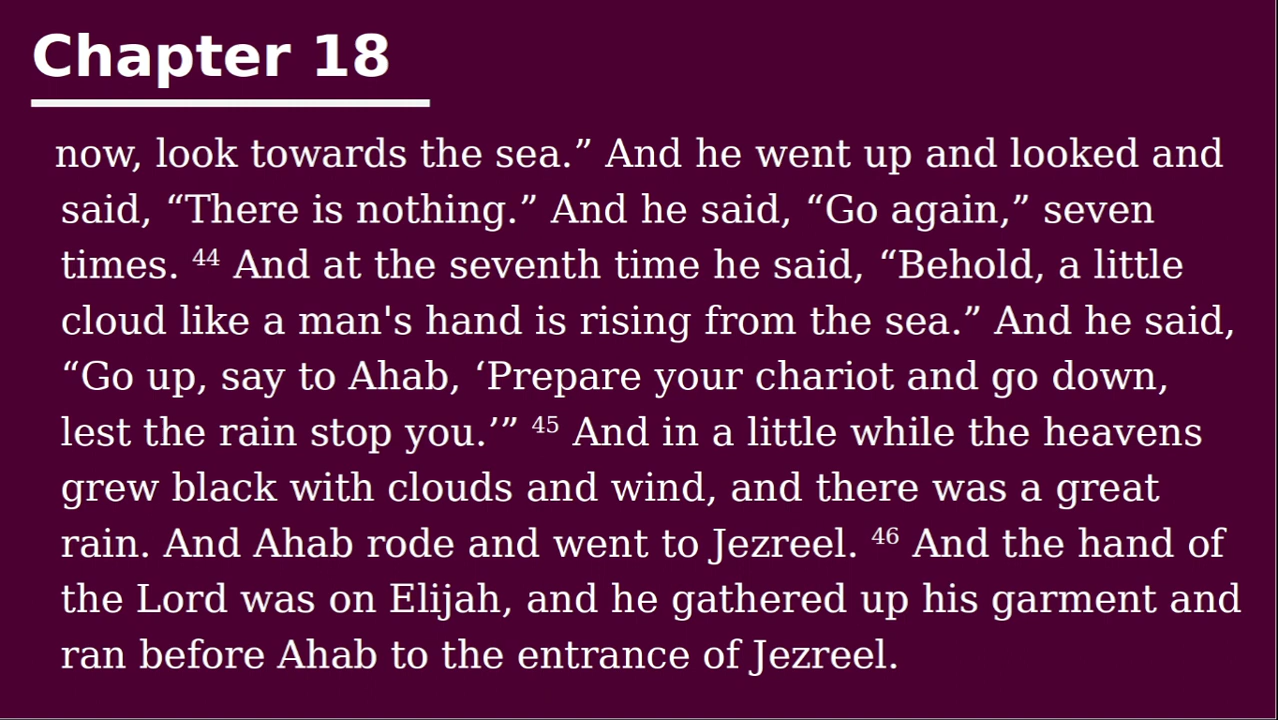 Chapter 18
now, look towards the sea.” And he went up and looked and
said, “There is nothing.” And he said, “Go again,” seven
times. 44 And at the seventh time he said, “Behold, a little
cloud like a man's hand is rising from the sea.” And he said,
“Go up, say to Ahab, ‘Prepare your chariot and go down,
lest the rain stop you.’” 45 And in a little while the heavens
grew black with clouds and wind, and there was a great
rain. And Ahab rode and went to Jezreel. 46 And the hand of
the Lord was on Elijah, and he gathered up his garment and
ran before Ahab to the entrance of Jezreel.